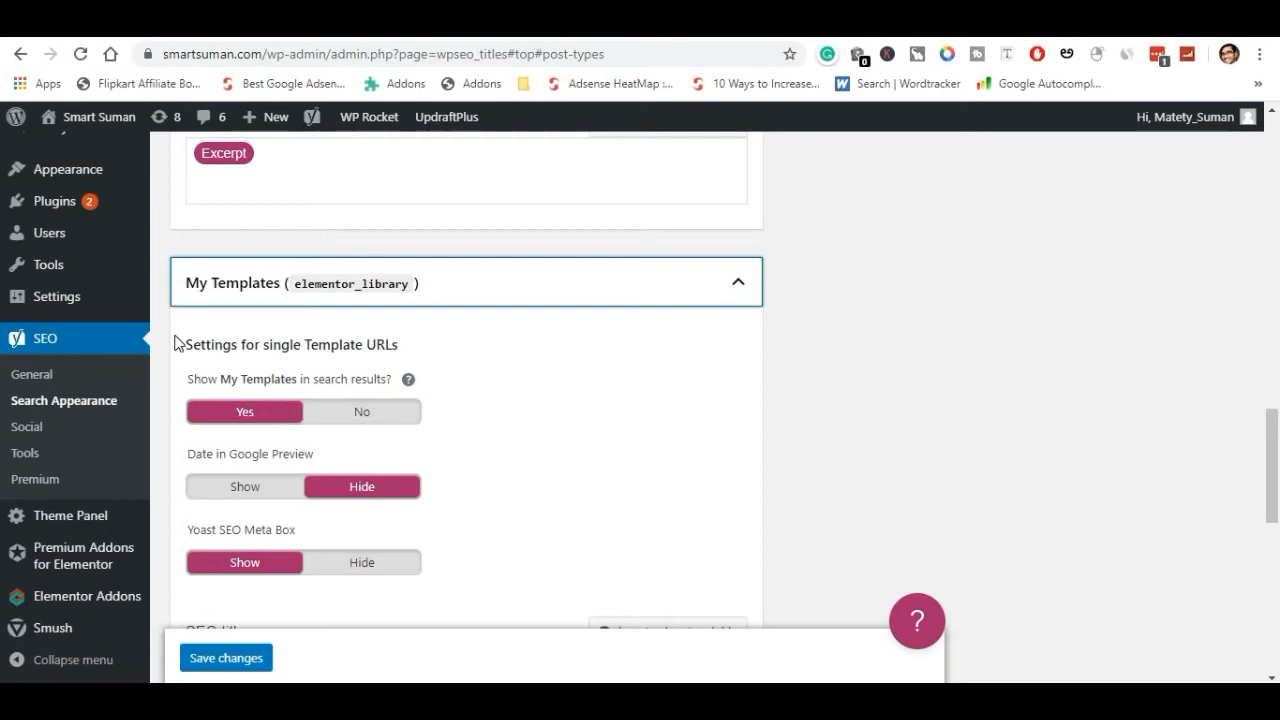 smartsuman.com/wp-admin/admin.php?page=wpseo_titles#top#post-types
0
1
Apps Flipkart Affiliate Bo... Best Google Adsen... Addons Addons Adsense HeatMap :... 10 Ways to Increase... Search | Wordtracker Google Autocompl... »
Smart Suman 8 6 New WP Rocket UpdraftPlus Hi, Matety_Suman
Appearance
Plugins 2
Users
Tools
Settings
SEO
General
Search Appearance
Social
Tools
Premium
Theme Panel
Premium Addons
for Elementor
Elementor Addons
Smush
Collapse menu
Excerpt
My Templates ( elementor_library )
Settings for single Template URLs
Show My Templates in search results? ?
Yes No
Date in Google Preview
Show Hide
Yoast SEO Meta Box
Show Hide
Save changes
?